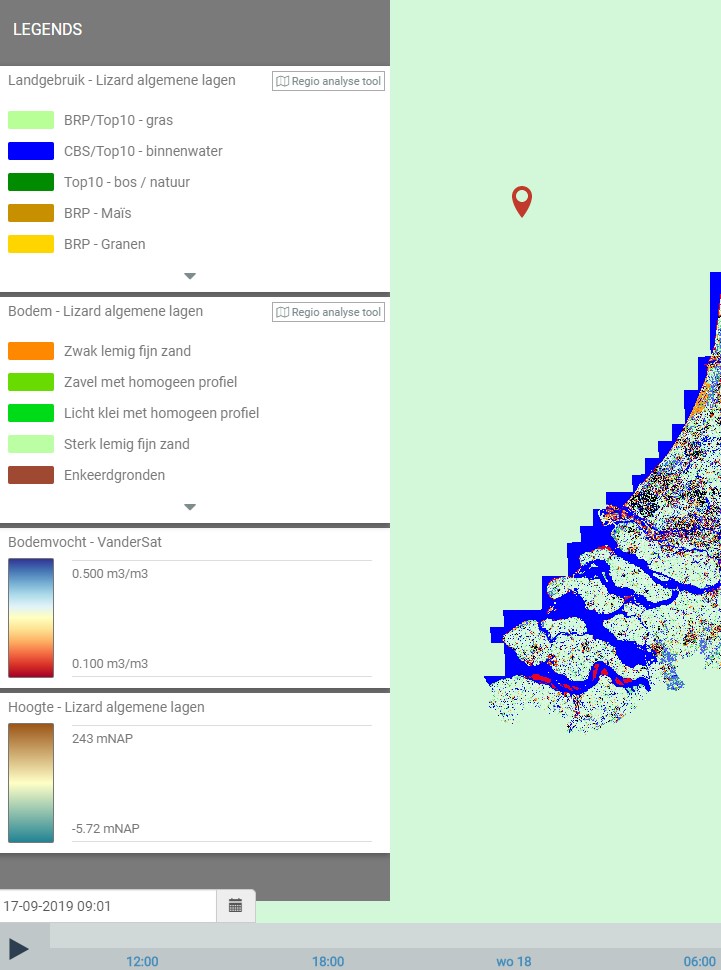 LEGENDS
Landgebruik - Lizard algemene lagen
Regio analyse tool
BRP/Top10 - gras
CBS/Top10 - binnenwater
Top10 - bos / natuur
BRP - Maïs
BRP - Granen
Bodem - Lizard algemene lagen
Regio analyse tool
Zwak lemig fijn zand
Zavel met homogeen profiel
Licht klei met homogeen profiel
Sterk lemig fijn zand
Enkeerdgronden
Bodemvocht - VanderSat
0.500 m3/m3
0.100 m3/m3
Hoogte - Lizard algemene lagen
243 mNAP
-5.72 mNAP
17-09-2019 09:01
12:00 18:00 wo 18 06:00